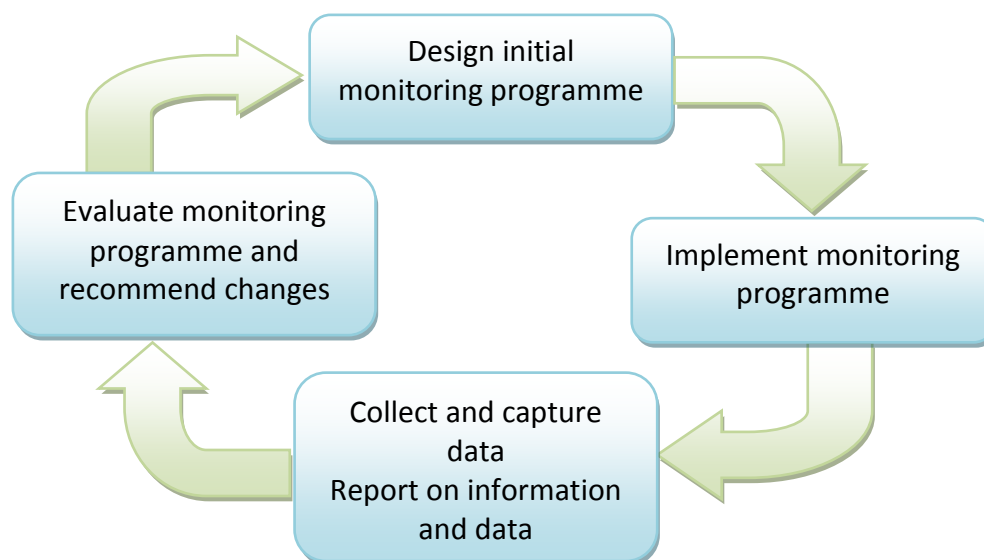 Design initial
monitoring programme
Implement monitoring
programme
Collect and capture
data
Report on information
and data
Evaluate monitoring
programme and
recommend changes